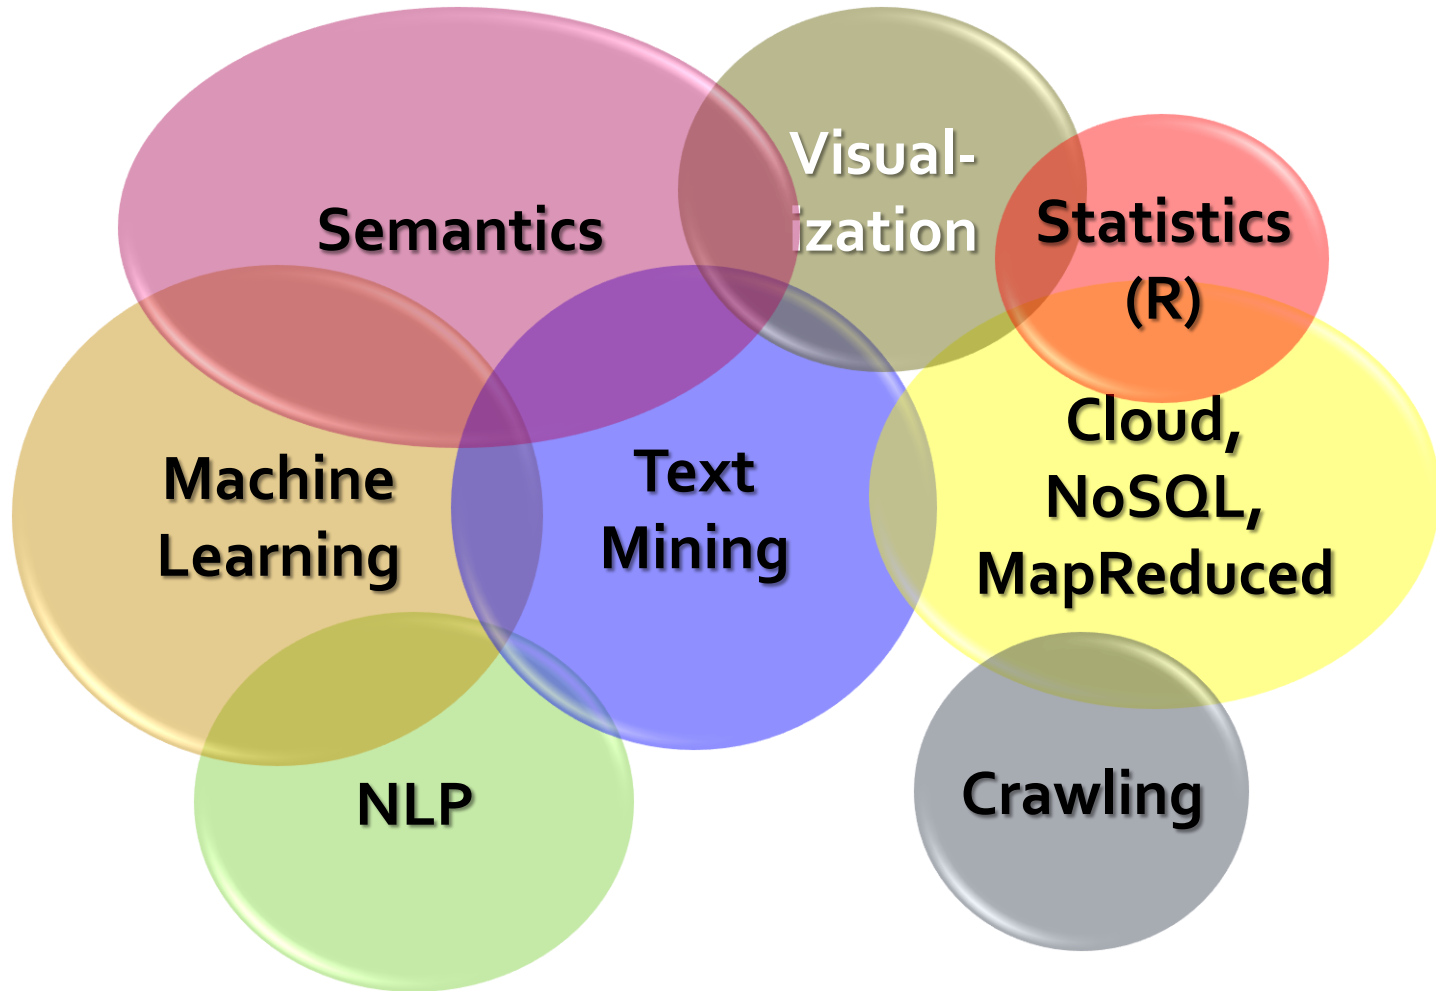 Semantics
Visual-
ization
Statistics
(R)
Machine
Learning
Text
Mining
Cloud,
NoSQL,
MapReduced
NLP
Crawling